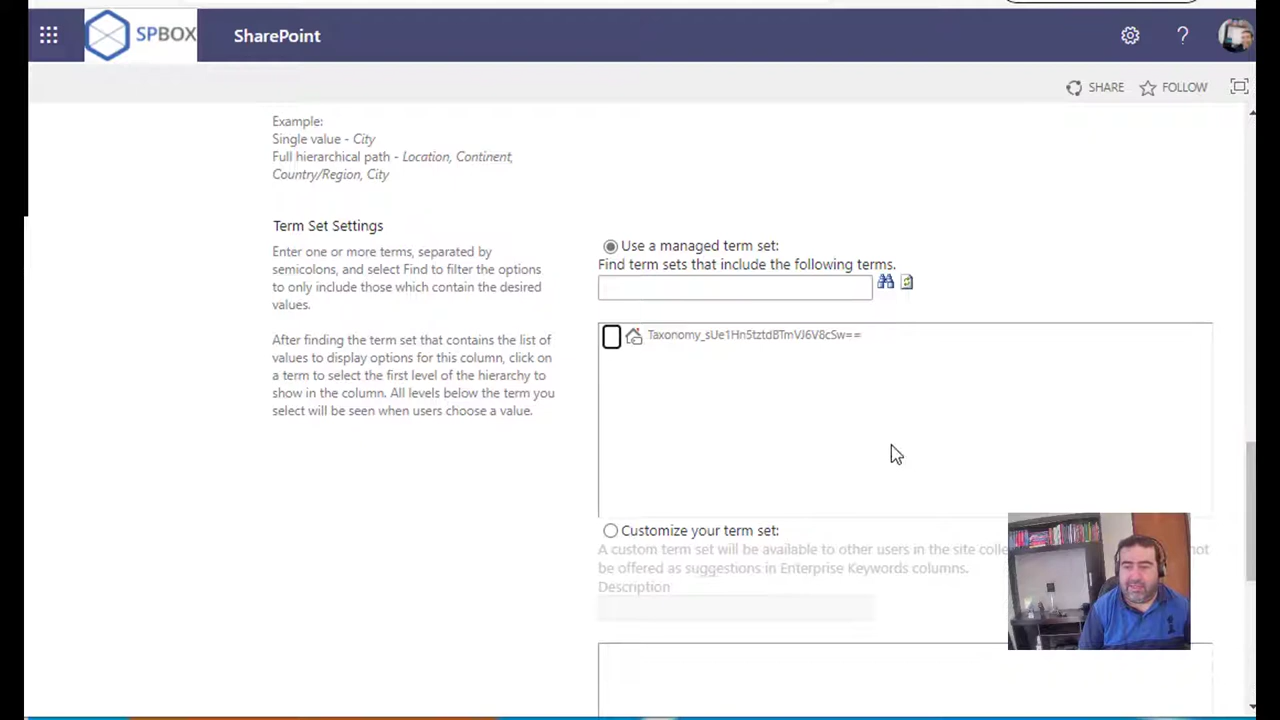 SPBOX
SharePoint
?
SHARE
FOLLOW
Example:
Single value - City
Full hierarchical path - Location, Continent,
Country/Region, City
Term Set Settings
Enter one or more terms, separated by
semicolons, and select Find to filter the options
to only include those which contain the desired
values.
After finding the term set that contains the list of
values to display options for this column, click on
a term to select the first level of the hierarchy to
show in the column. All levels below the term you
select will be seen when users choose a value.
Use a managed term set:
Find term sets that include the following terms.
Taxonomy_sUe1Hn5tztdBTmVJ6V8cSw==
Customize your term set:
A custom term set will be available to other users in the site colle not
be offered as suggestions in Enterprise Keywords columns.
Description